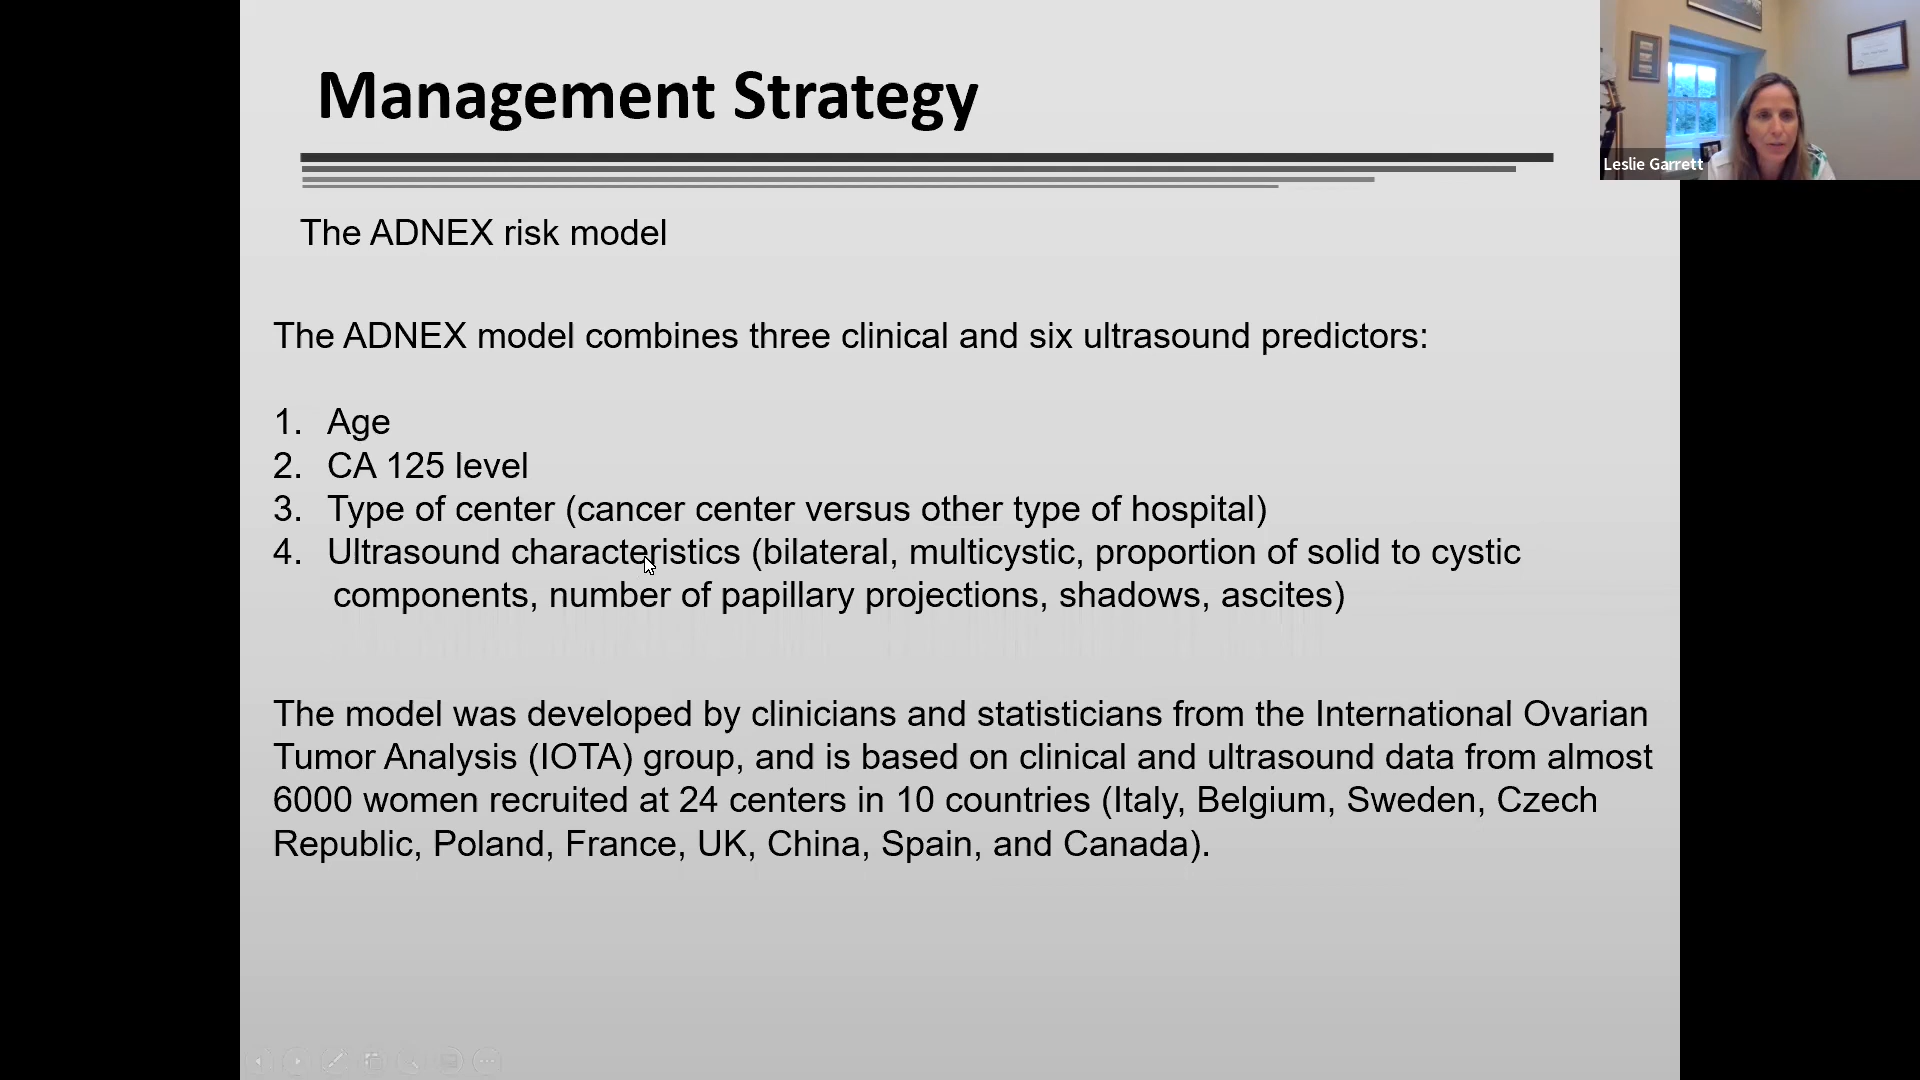 Management Strategy
Leslie Garrett
The ADNEX risk model
The ADNEX model combines three clinical and six ultrasound predictors:
1. Age
2. CA 125 level
3. Type of center (cancer center versus other type of hospital)
4. Ultrasound characteristics (bilateral, multicystic, proportion of solid to cystic
components, number of papillary projections, shadows, ascites)
The model was developed by clinicians and statisticians from the International Ovarian
Tumor Analysis (IOTA) group, and is based on clinical and ultrasound data from almost
6000 women recruited at 24 centers in 10 countries (Italy, Belgium, Sweden, Czech
Republic, Poland, France, UK, China, Spain, and Canada).